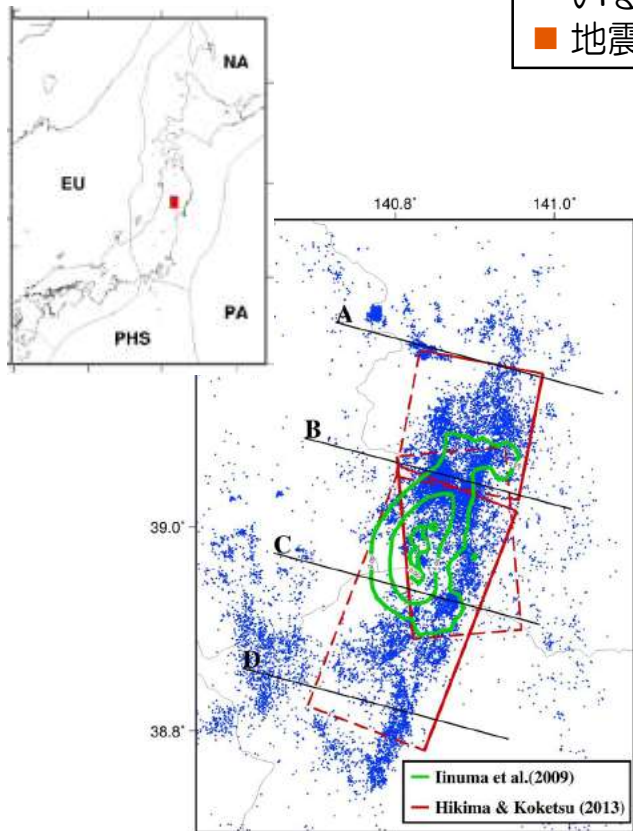 ■ 地震
NA
EU
PA
PHS
140.8°
141.0°
A
B
39.0°
C
D
38.8°
Iinuma et al.(2009)
Hikima & Koketsu (2013)